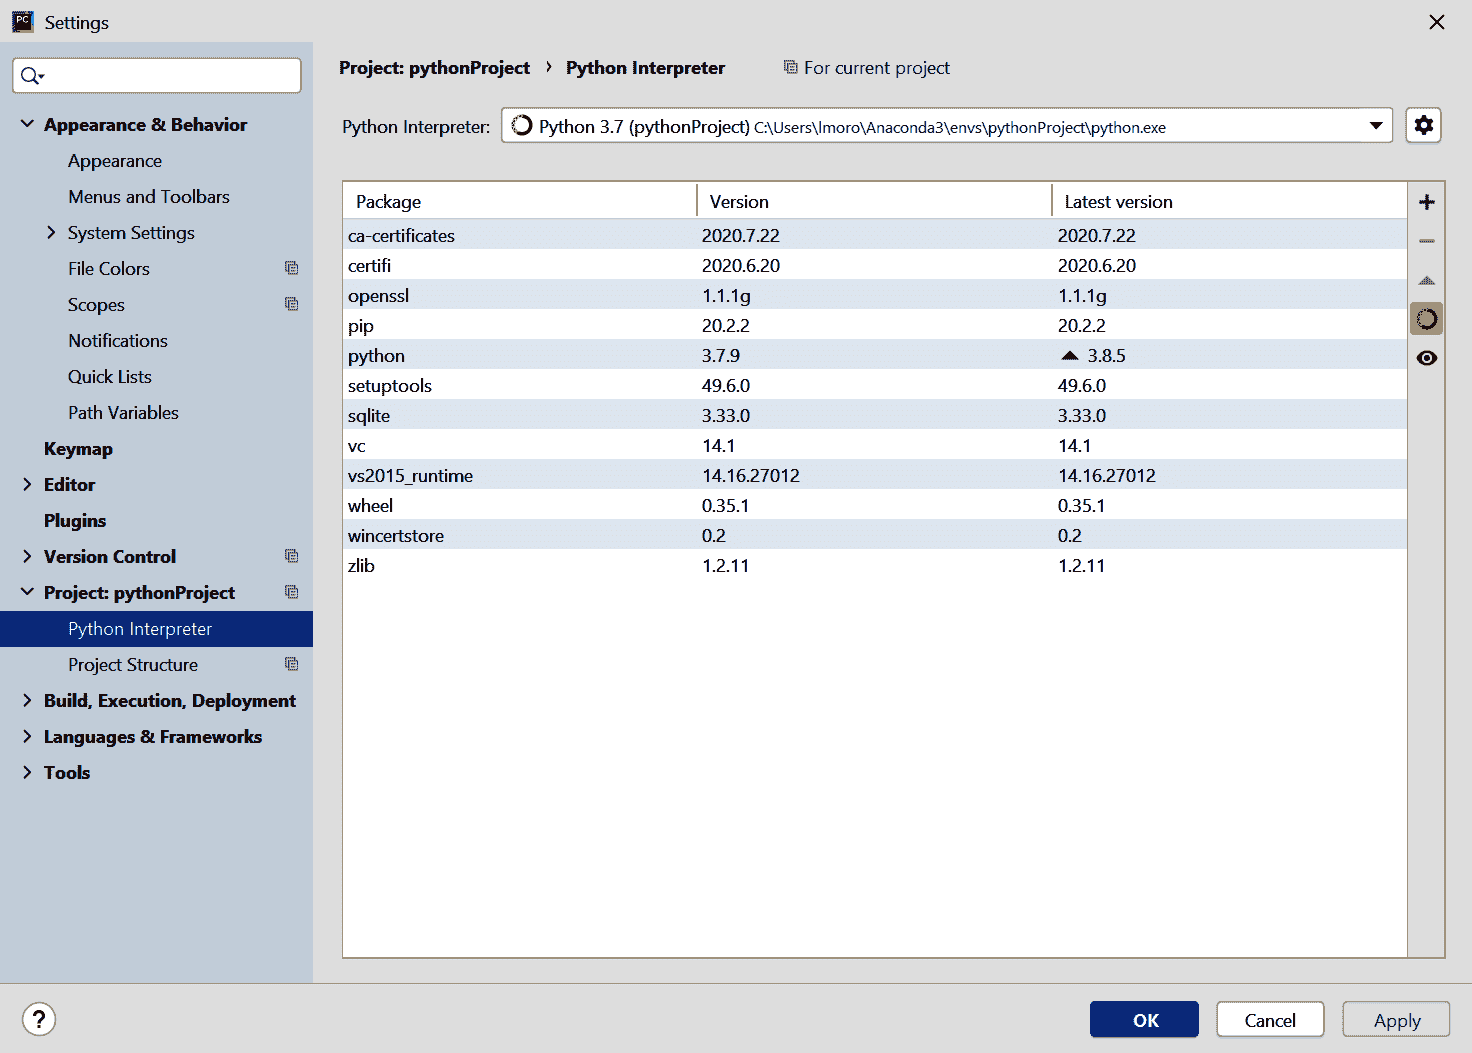 PC Settings
Project: pythonProject › Python Interpreter For current project
Python Interpreter: Python 3.7 (pythonProject) C:\Users\lmoro\Anaconda3\envs\pythonProject\python.exe
Appearance & Behavior
Appearance
Menus and Toolbars
System Settings
File Colors
Scopes
Notifications
Quick Lists
Path Variables
Keymap
Editor
Plugins
Version Control
Project: pythonProject
Python Interpreter
Project Structure
Build, Execution, Deployment
Languages & Frameworks
Tools
Package Version Latest version
ca-certificates 2020.7.22 2020.7.22
certifi 2020.6.20 2020.6.20
openssl 1.1.1g 1.1.1g
pip 20.2.2 20.2.2
python 3.7.9 3.8.5
setuptools 49.6.0 49.6.0
sqlite 3.33.0 3.33.0
vc 14.1 14.1
vs2015_runtime 14.16.27012 14.16.27012
wheel 0.35.1 0.35.1
wincertstore 0.2 0.2
zlib 1.2.11 1.2.11
? OK Cancel Apply